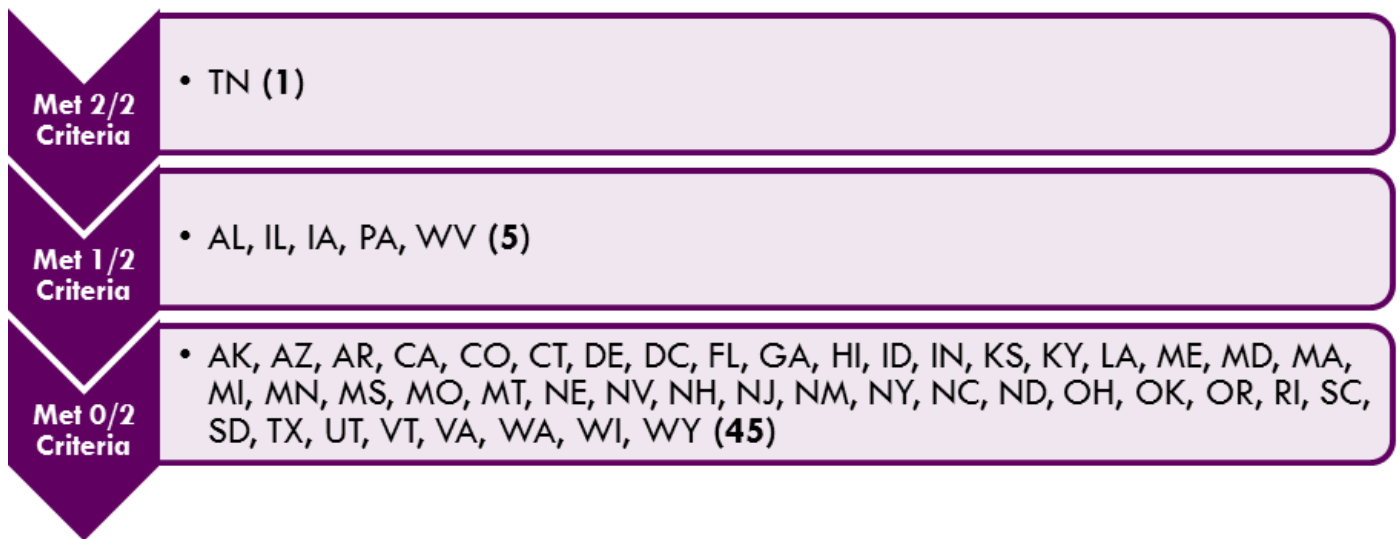 Met 2/2
Criteria
• TN (1)
Met 1/2
Criteria
• AL, IL, IA, PA, WV (5)
Met 0/2
Criteria
• AK, AZ, AR, CA, CO, CT, DE, DC, FL, GA, HI, ID, IN, KS, KY, LA, ME, MD, MA,
MI, MN, MS, MO, MT, NE, NV, NH, NJ, NM, NY, NC, ND, OH, OK, OR, RI, SC,
SD, TX, UT, VT, VA, WA, WI, WY (45)